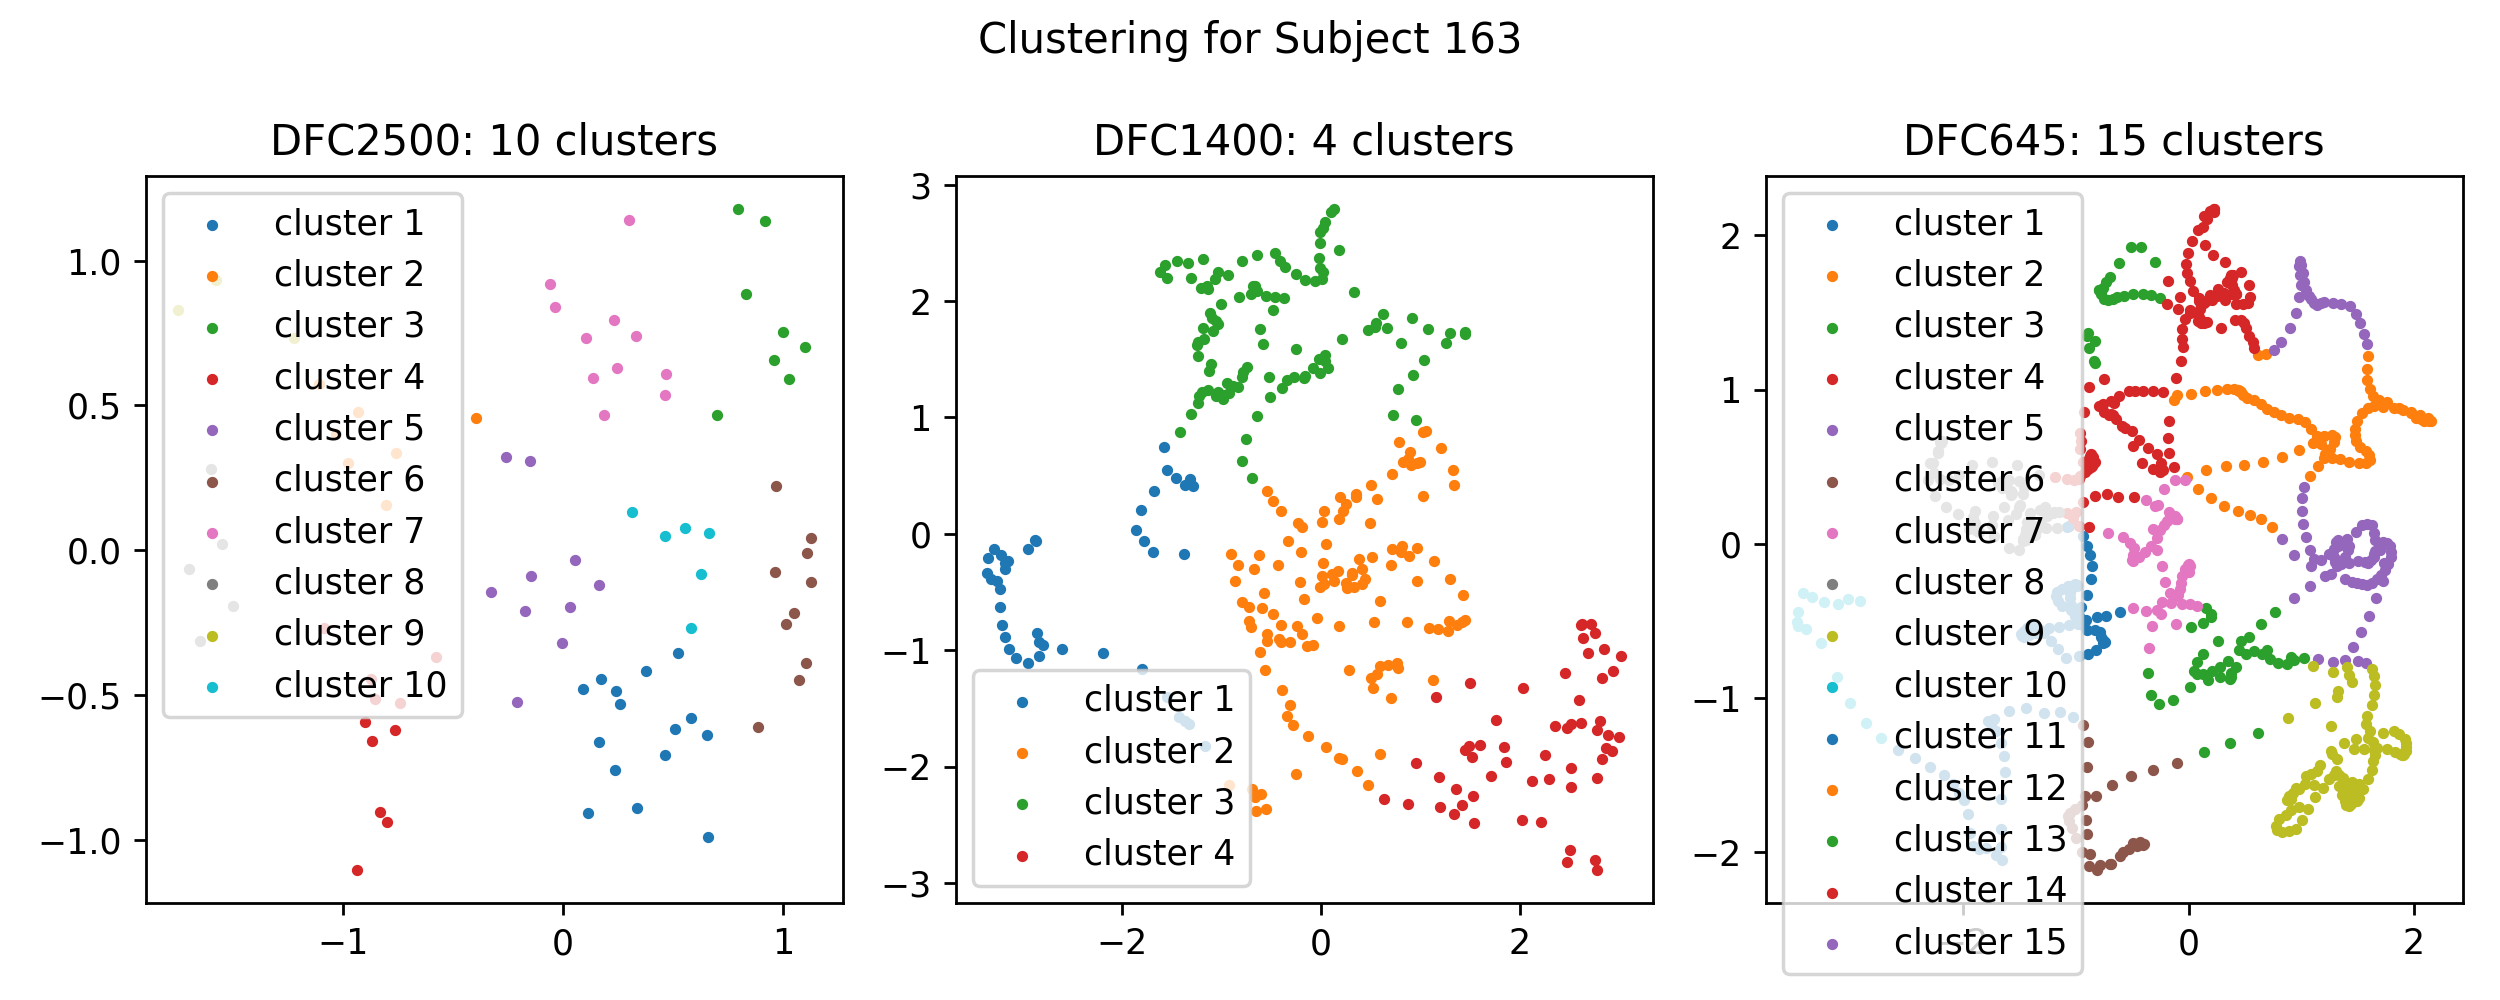 Clustering for Subject 163
DFC2500: 10 clusters
1.0
0.5
0.0
−0.5
−1.0
−1
0
1
cluster 1
cluster 2
cluster 3
cluster 4
cluster 5
cluster 6
cluster 7
cluster 8
cluster 9
cluster 10
DFC1400: 4 clusters
3
2
1
0
−1
−2
−3
−2
0
2
cluster 1
cluster 2
cluster 3
cluster 4
DFC645: 15 clusters
2
1
0
−1
−2
0
2
cluster 1
cluster 2
cluster 3
cluster 4
cluster 5
cluster 6
cluster 7
cluster 8
cluster 9
cluster 10
cluster 11
cluster 12
cluster 13
cluster 14
cluster 15